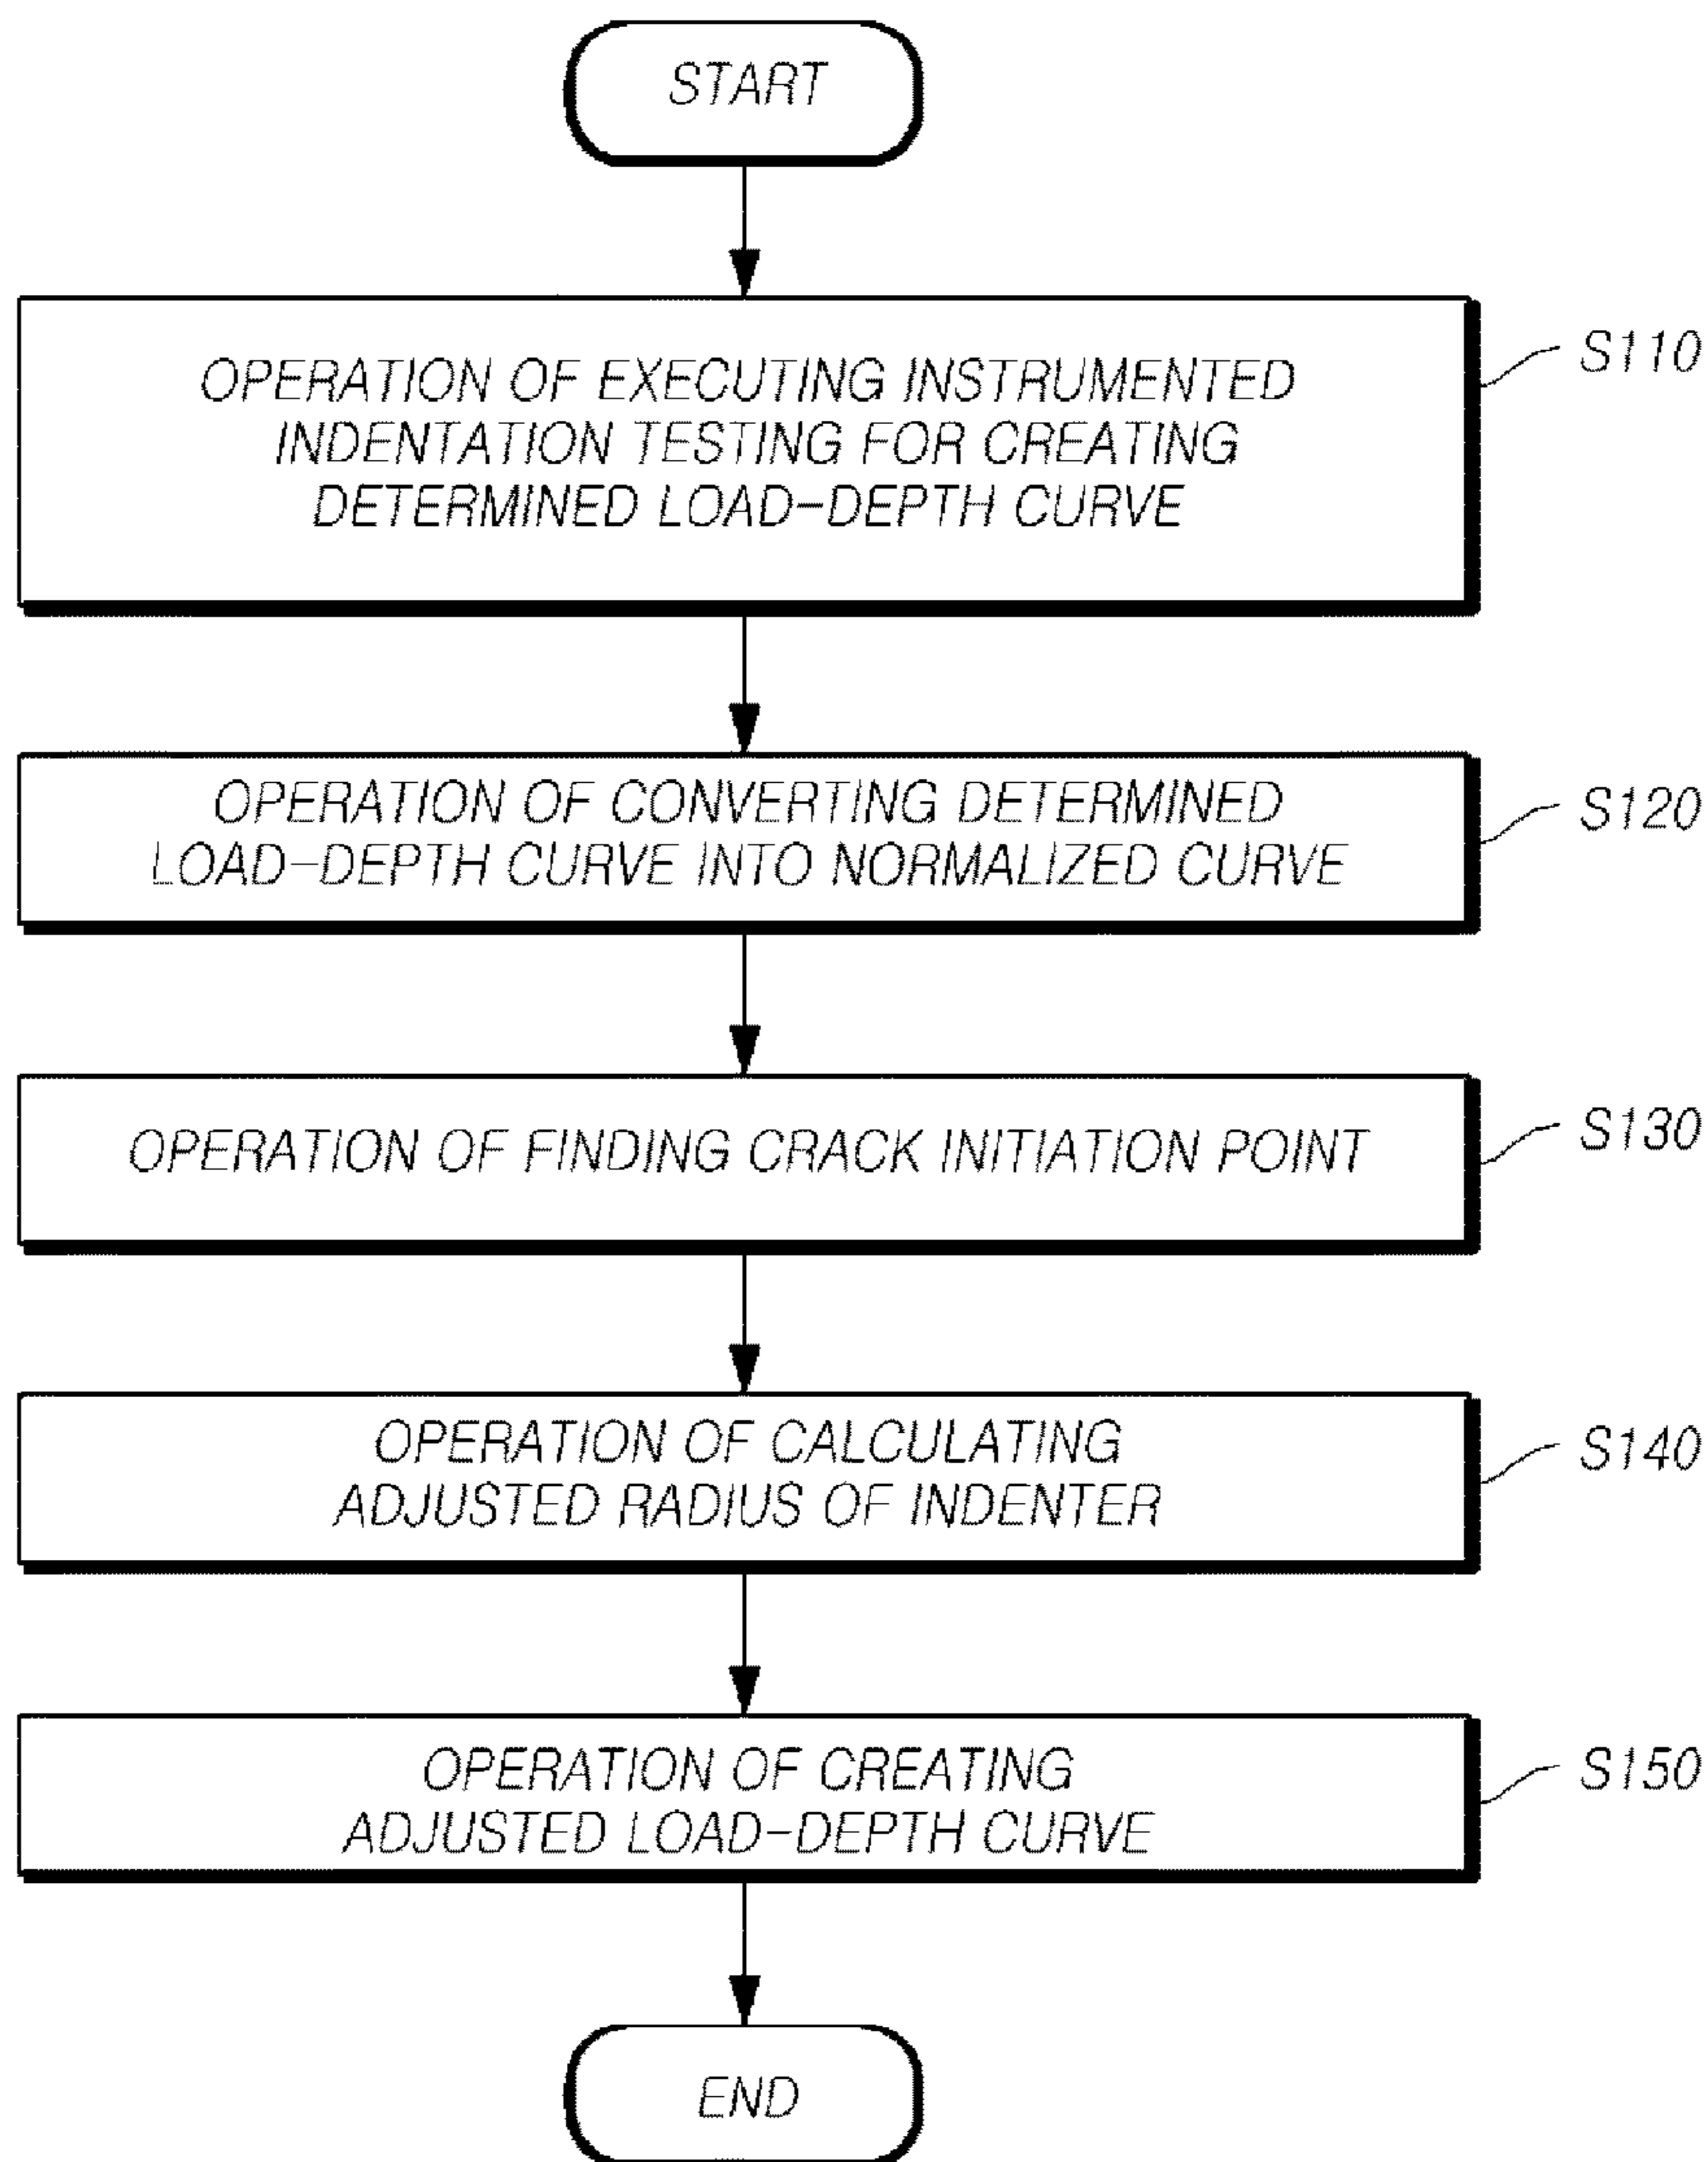 START
OPERATION OF EXECUTING INSTRUMENTED
INDENTATION TESTING FOR CREATING
DETERMINED LOAD-DEPTH CURVE
S110
OPERATION OF CONVERTING DETERMINED
LOAD-DEPTH CURVE INTO NORMALIZED CURVE
S120
OPERATION OF FINDING CRACK INITIATION POINT
S130
OPERATION OF CALCULATING
ADJUSTED RADIUS OF INDENTER
S140
OPERATION OF CREATING
ADJUSTED LOAD-DEPTH CURVE
S150
END